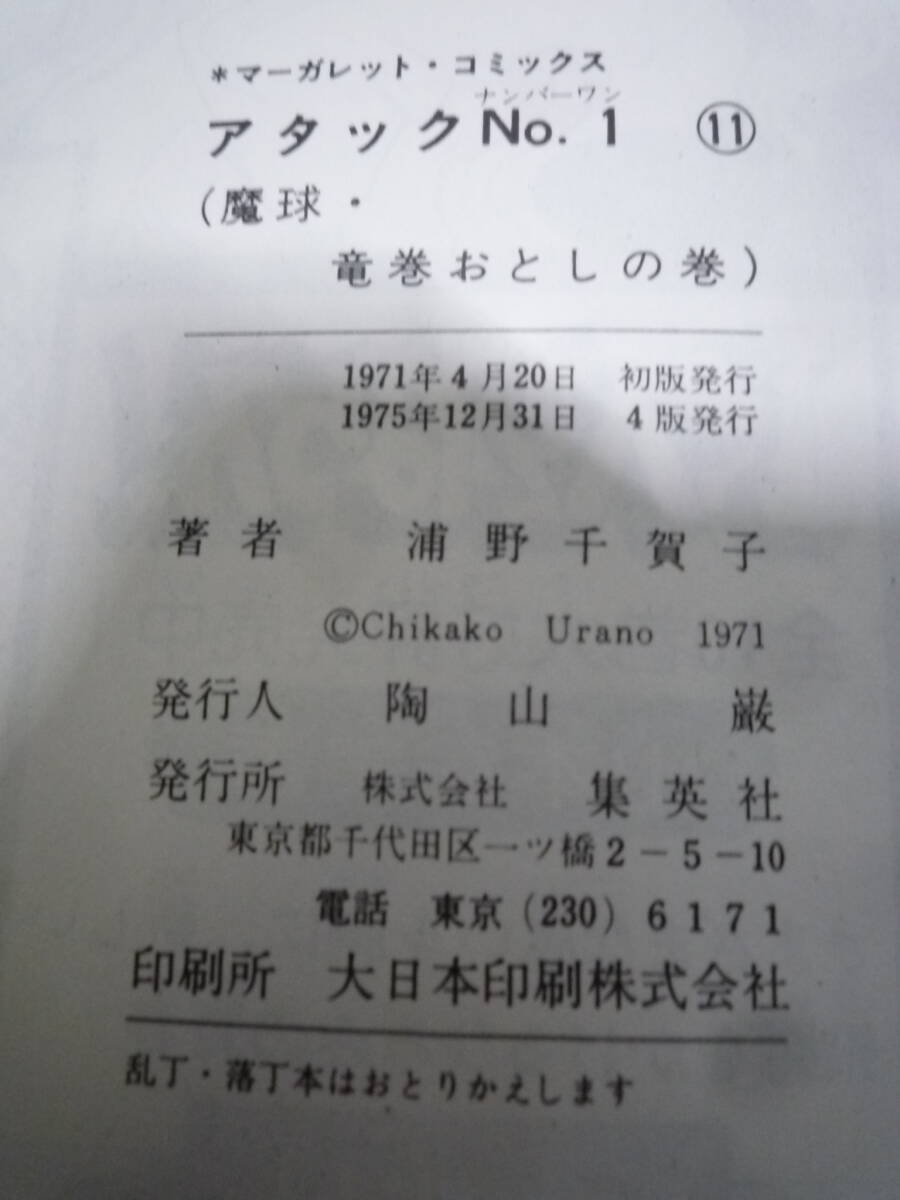 *マーガレット・コミックス
ナンバーワン
アタックNo. 1 ⑪
(魔球・
竜巻おとしの巻)
1971年4月20日 初版発行
1975年12月31日 4版発行
著者 浦野千賀子
©Chikako Urano 1971
発行人 陶山 巌
発行所 株式会社 集英社
東京都千代田区一ツ橋2-5-10
電話 東京(230)6171
印刷所 大日本印刷株式会社
乱丁・落丁本はおとりかえします